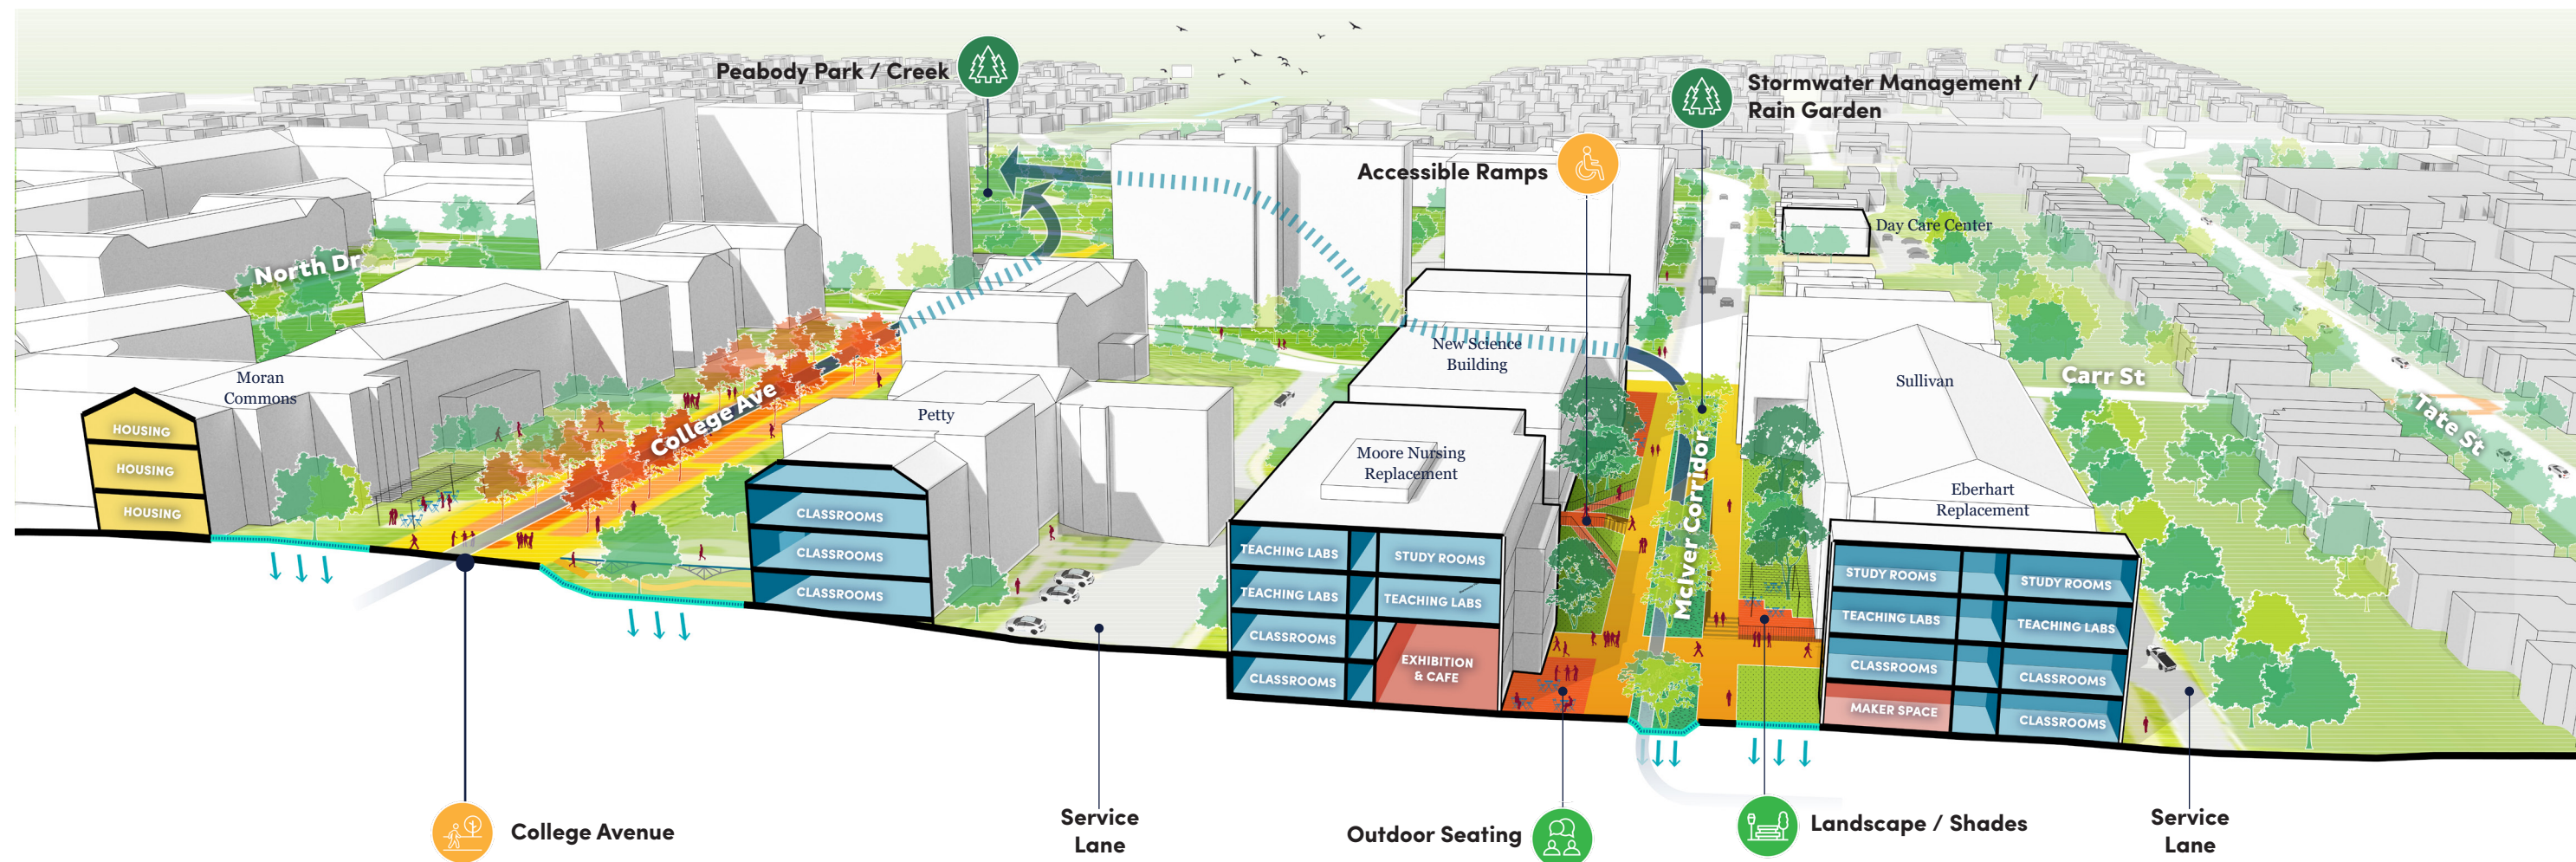 Peabody Park / Creek
Stormwater Management /
Rain Garden
Accessible Ramps
Day Care Center
North Dr
New Science
Building
Moran
Commons
College Ave
Petty
Moore Nursing
Replacement
McIver Corridor
Sullivan
Eberhart
Replacement
Carr St
Tate St
HOUSING
HOUSING
HOUSING
CLASSROOMS
CLASSROOMS
CLASSROOMS
TEACHING LABS
STUDY ROOMS
TEACHING LABS
TEACHING LABS
CLASSROOMS
EXHIBITION
& CAFE
CLASSROOMS
STUDY ROOMS
STUDY ROOMS
TEACHING LABS
TEACHING LABS
CLASSROOMS
CLASSROOMS
MAKER SPACE
CLASSROOMS
College Avenue
Service
Lane
Outdoor Seating
Landscape / Shades
Service
Lane